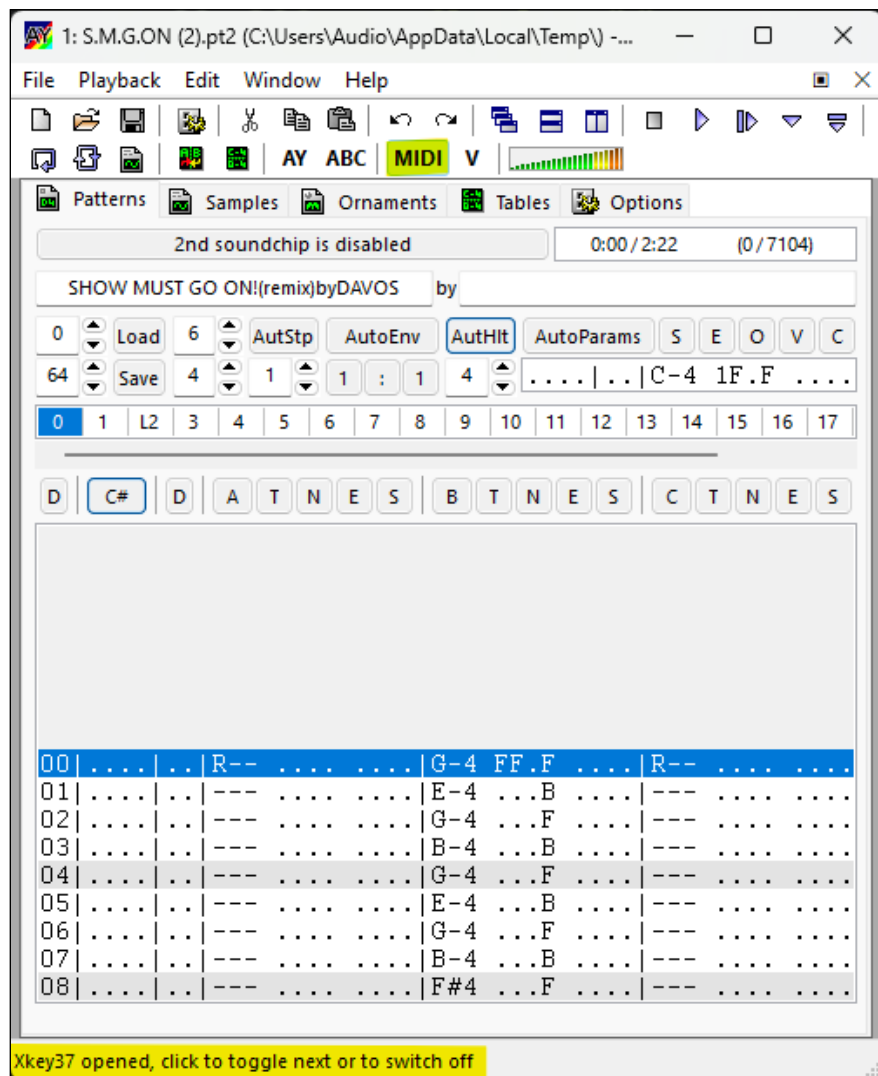 AY 1: S.M.G.ON (2).pt2 (C:\Users\Audio\AppData\Local\Temp\) -...
File Playback Edit Window Help
AY ABC MIDI V
Patterns Samples Ornaments Tables Options
2nd soundchip is disabled 0:00 / 2:22 (0 / 7104)
SHOW MUST GO ON!(remix)byDAVOS by
0 Load 6 AutStp AutoEnv AutHlt AutoParams S E O V C
64 Save 4 1 1 : 1 4 ....|..|C-4 1F.F ....
0 1 L2 3 4 5 6 7 8 9 10 11 12 13 14 15 16 17
D C# D A T N E S B T N E S C T N E S
00|....|..|R-- .... ....|G-4 FF.F ....|R-- .... ....
01|....|..|--- .... ....|E-4 ...B ....|--- .... ....
02|....|..|--- .... ....|G-4 ...F ....|--- .... ....
03|....|..|--- .... ....|B-4 ...B ....|--- .... ....
04|....|..|--- .... ....|G-4 ...F ....|--- .... ....
05|....|..|--- .... ....|E-4 ...B ....|--- .... ....
06|....|..|--- .... ....|G-4 ...F ....|--- .... ....
07|....|..|--- .... ....|B-4 ...B ....|--- .... ....
08|....|..|--- .... ....|F#4 ...F ....|--- .... ....
Xkey37 opened, click to toggle next or to switch off